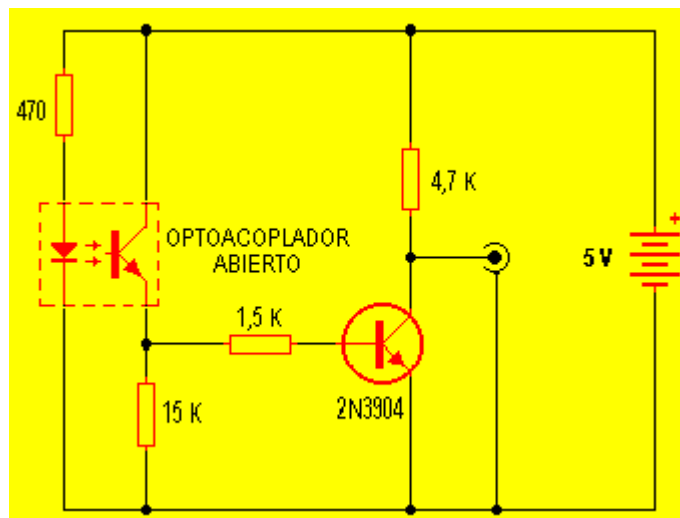 470
4,7 K
+
OPTOACOPLADOR
ABIERTO
5 V
1,5 K
15 K
2N3904